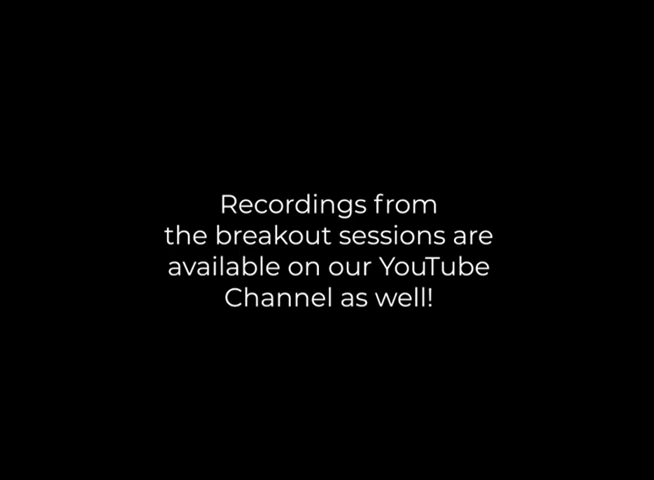 Recordings from
the breakout sessions are
available on our YouTube
Channel as well!